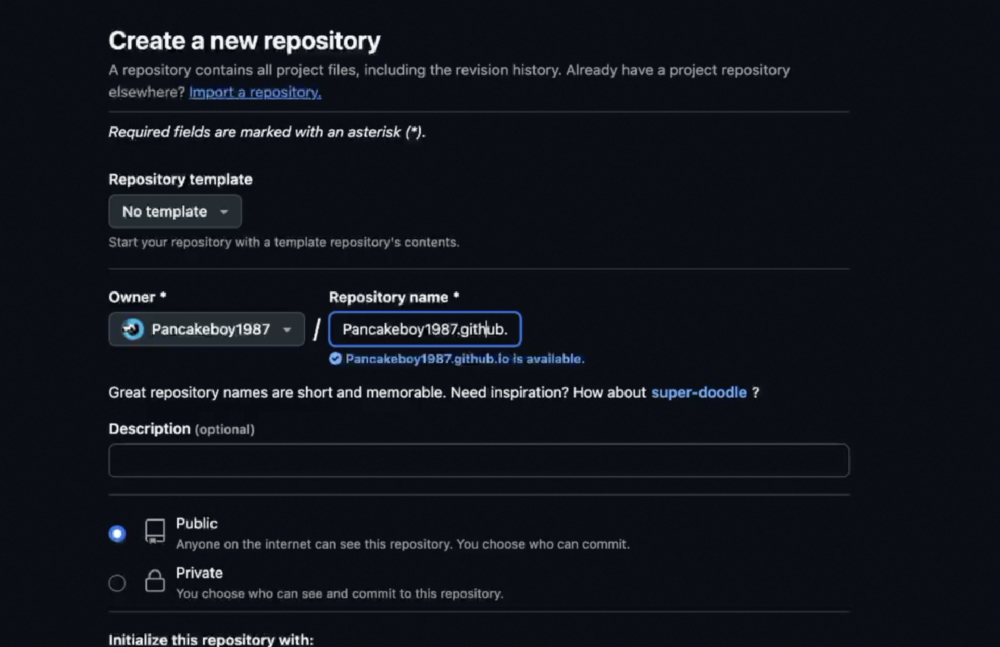 Create a new repository
A repository contains all project files, including the revision history. Already have a project repository
elsewhere? Import a repository.
Required fields are marked with an asterisk (*).
Repository template
No template
Start your repository with a template repository's contents.
Owner *
Repository name *
Pancakeboy1987 / Pancakeboy1987.github.
Pancakeboy1987.github.io is available.
Great repository names are short and memorable. Need inspiration? How about super-doodle ?
Description (optional)
Public
Anyone on the internet can see this repository. You choose who can commit.
Private
You choose who can see and commit to this repository.
Initialize this repository with: